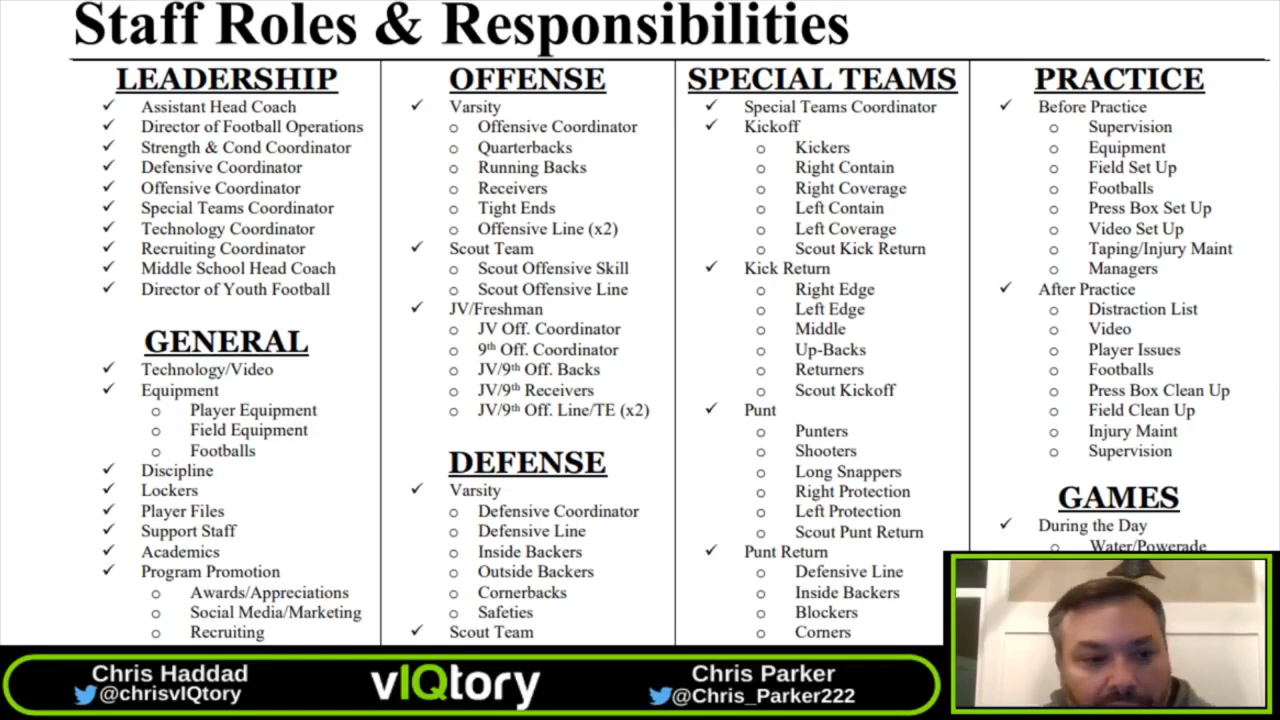 Staff Roles & Responsibilities
LEADERSHIP
Assistant Head Coach
Director of Football Operations
Strength & Cond Coordinator
Defensive Coordinator
Offensive Coordinator
Special Teams Coordinator
Technology Coordinator
Recruiting Coordinator
Middle School Head Coach
Director of Youth Football
GENERAL
Technology/Video
Equipment
Player Equipment
Field Equipment
Footballs
Discipline
Lockers
Player Files
Support Staff
Academics
Program Promotion
Awards/Appreciations
Social Media/Marketing
Recruiting
OFFENSE
Varsity
Offensive Coordinator
Quarterbacks
Running Backs
Receivers
Tight Ends
Offensive Line (x2)
Scout Team
Scout Offensive Skill
Scout Offensive Line
JV/Freshman
JV Off. Coordinator
9th Off. Coordinator
JV/9th Off. Backs
JV/9th Receivers
JV/9th Off. Line/TE (x2)
DEFENSE
Varsity
Defensive Coordinator
Defensive Line
Inside Backers
Outside Backers
Cornerbacks
Safeties
Scout Team
SPECIAL TEAMS
Special Teams Coordinator
Kickoff
Kickers
Right Contain
Right Coverage
Left Contain
Left Coverage
Scout Kick Return
Kick Return
Right Edge
Left Edge
Middle
Up-Backs
Returners
Scout Kickoff
Punt
Punters
Shooters
Long Snappers
Right Protection
Left Protection
Scout Punt Return
Punt Return
Defensive Line
Inside Backers
Blockers
Corners
PRACTICE
Before Practice
Supervision
Equipment
Field Set Up
Footballs
Press Box Set Up
Video Set Up
Taping/Injury Maint
Managers
After Practice
Distraction List
Video
Player Issues
Footballs
Press Box Clean Up
Field Clean Up
Injury Maint
Supervision
GAMES
During the Day
Water/Powerade
Chris Haddad
@chrisvIQtory
vIQtory
Chris Parker
@Chris_Parker222